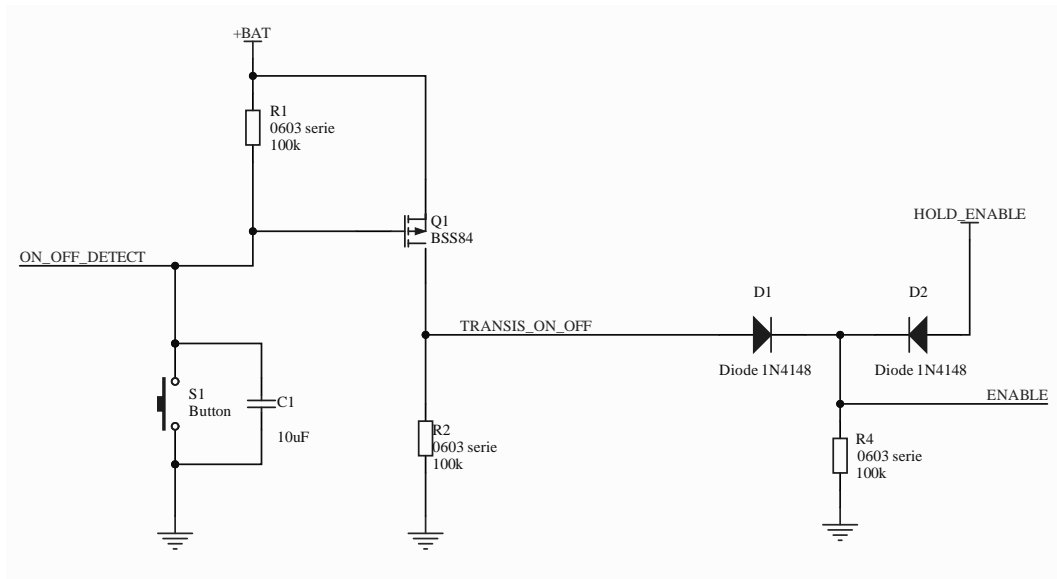 +BAT
R1
0603 serie
100k
Q1
BSS84
HOLD_ENABLE
ON_OFF_DETECT
D1
D2
TRANSIS_ON_OFF
Diode 1N4148
Diode 1N4148
S1
Button
C1
10uF
ENABLE
R2
0603 serie
100k
R4
0603 serie
100k